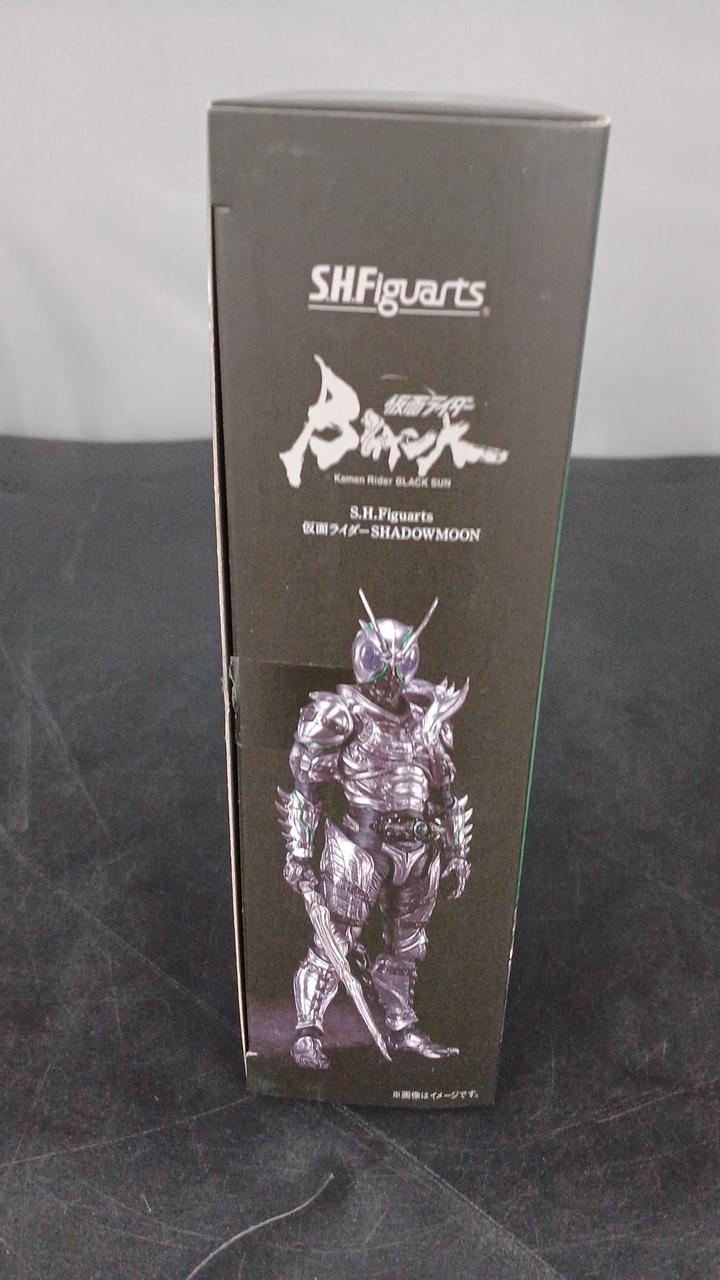 S.H.Figuarts
仮面ライダー
BLACK SUN
Kamen Rider BLACK SUN
S.H.Figuarts
仮面ライダーSHADOWMOON
※画像はイメージです。